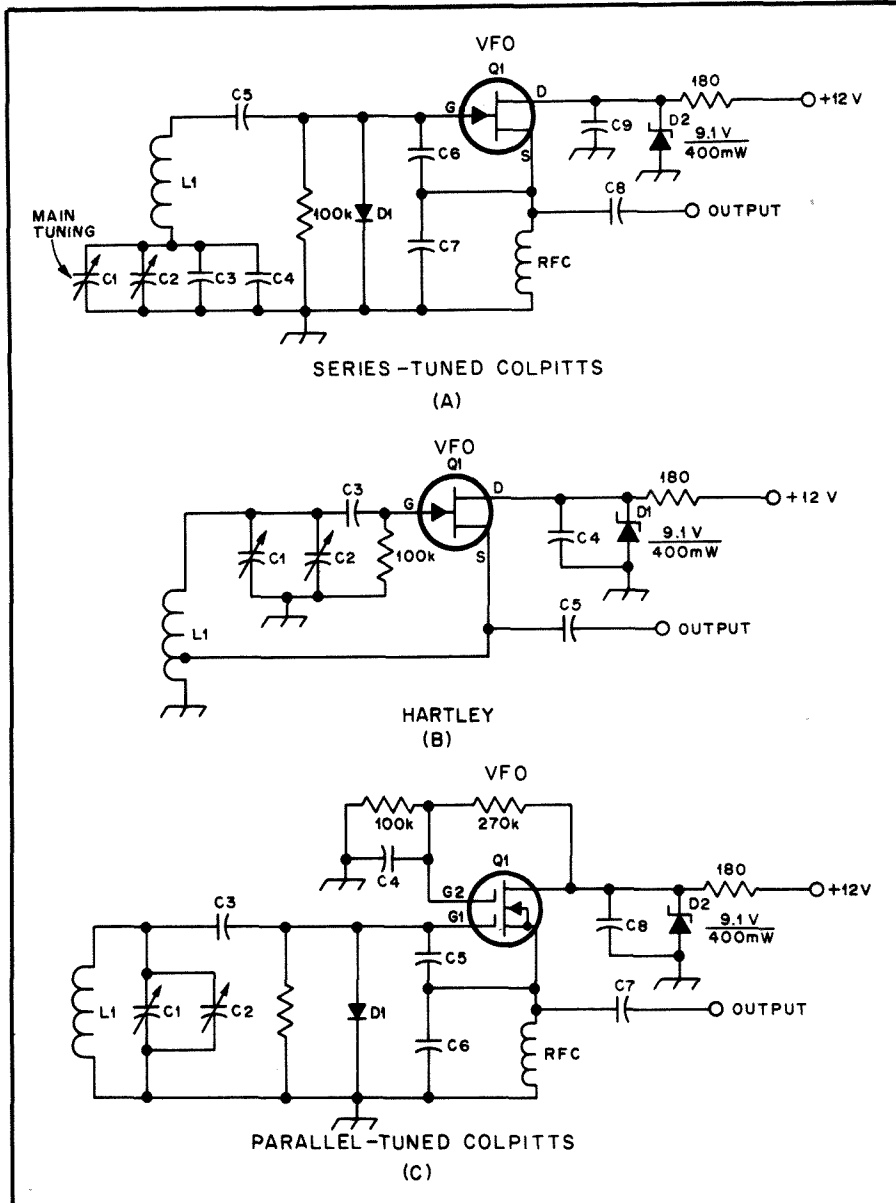 VFO
Q1
C5
G
D
S
180
+12 V
C9
D2
9.1 V
400mW
C6
L1
100k
D1
C7
C8
OUTPUT
RFC
MAIN
TUNING
C1
C2
C3
C4
SERIES-TUNED COLPITTS
(A)
VFO
Q1
C3
G
D
S
180
+12 V
C1
C2
100k
C4
D1
9.1 V
400mW
C5
OUTPUT
L1
HARTLEY
(B)
VFO
100k
270k
Q1
C4
G2
G1
180
+12V
C3
C8
D2
9.1 V
400mW
C5
L1
C1
C2
D1
C7
OUTPUT
C6
RFC
PARALLEL-TUNED COLPITTS
(C)